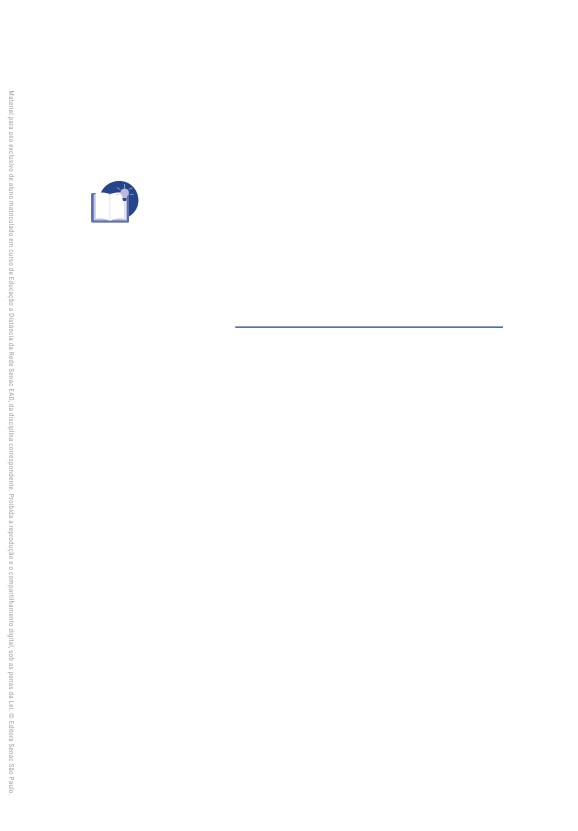 Material para uso exclusivo de aluno matriculado em curso de Educação a Distância da Rede Senac EAD, da disciplina correspondente. Proibida a reprodução e o compartilhamento digital, sob as penas da Lei. © Editora Senac São Paulo.